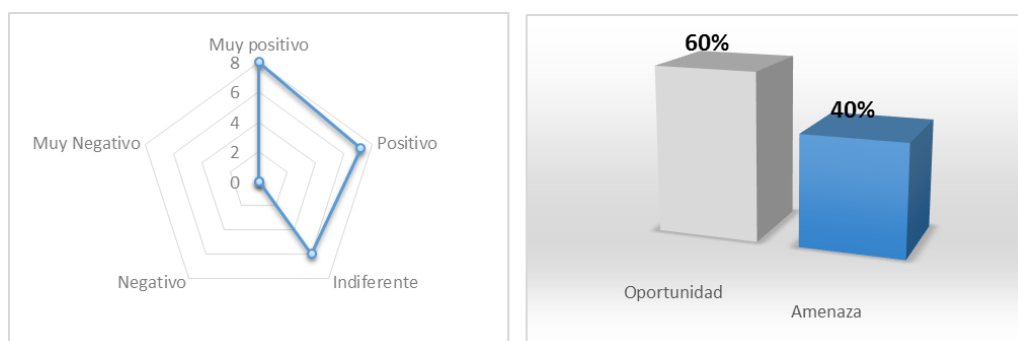 Muy positivo
8
6
4
2
0
Muy Negativo
Positivo
Negativo
Indiferente
60%
40%
Oportunidad
Amenaza